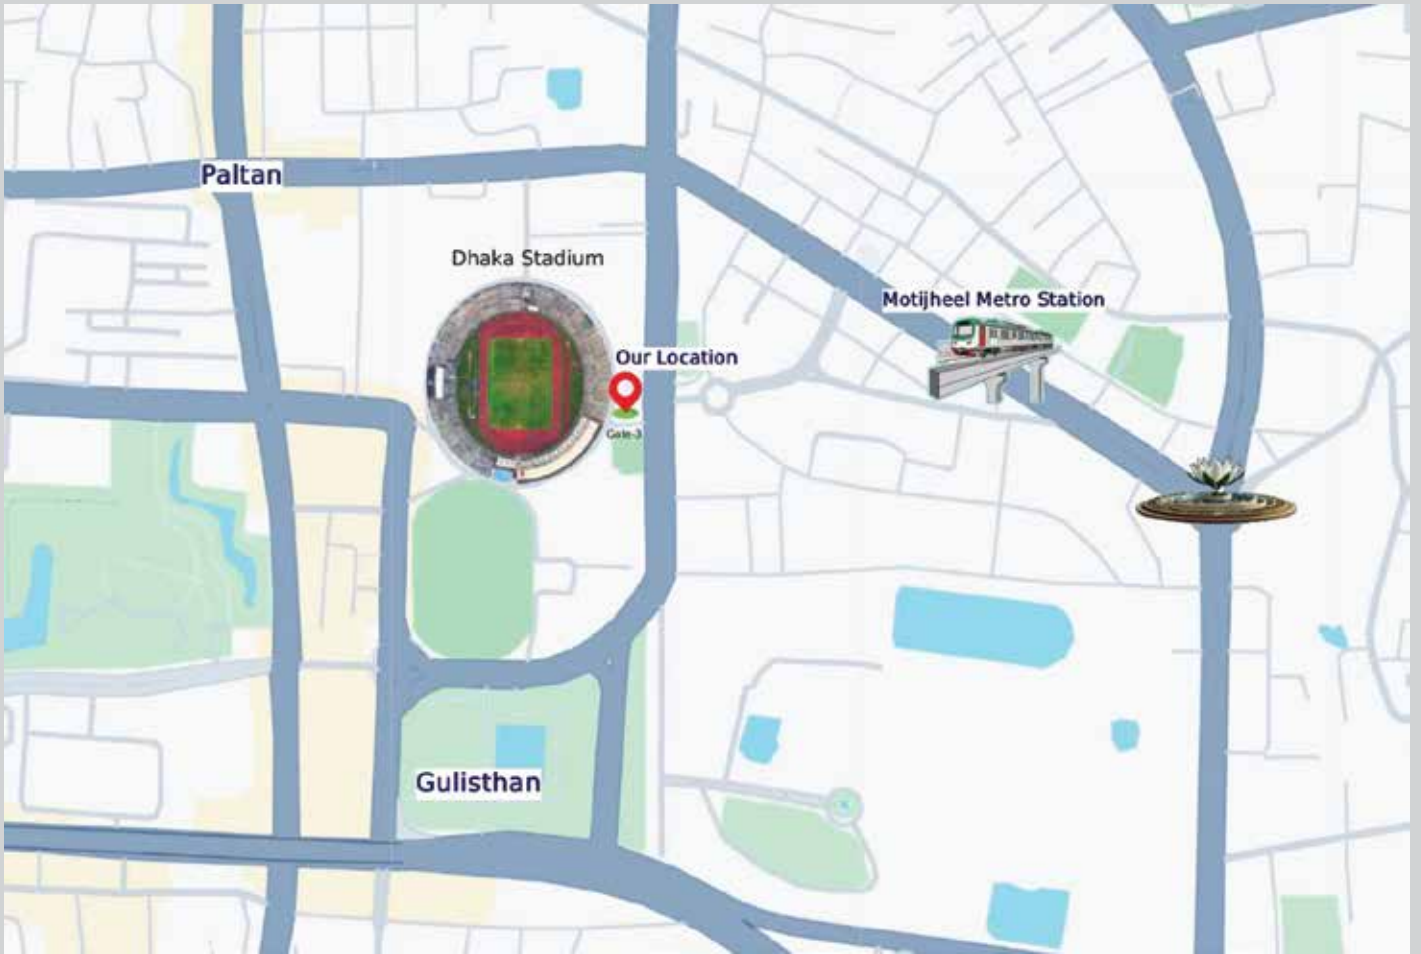 Paltan
Dhaka Stadium
Motijheel Metro Station
Our Location
Gate-3
Gulisthan